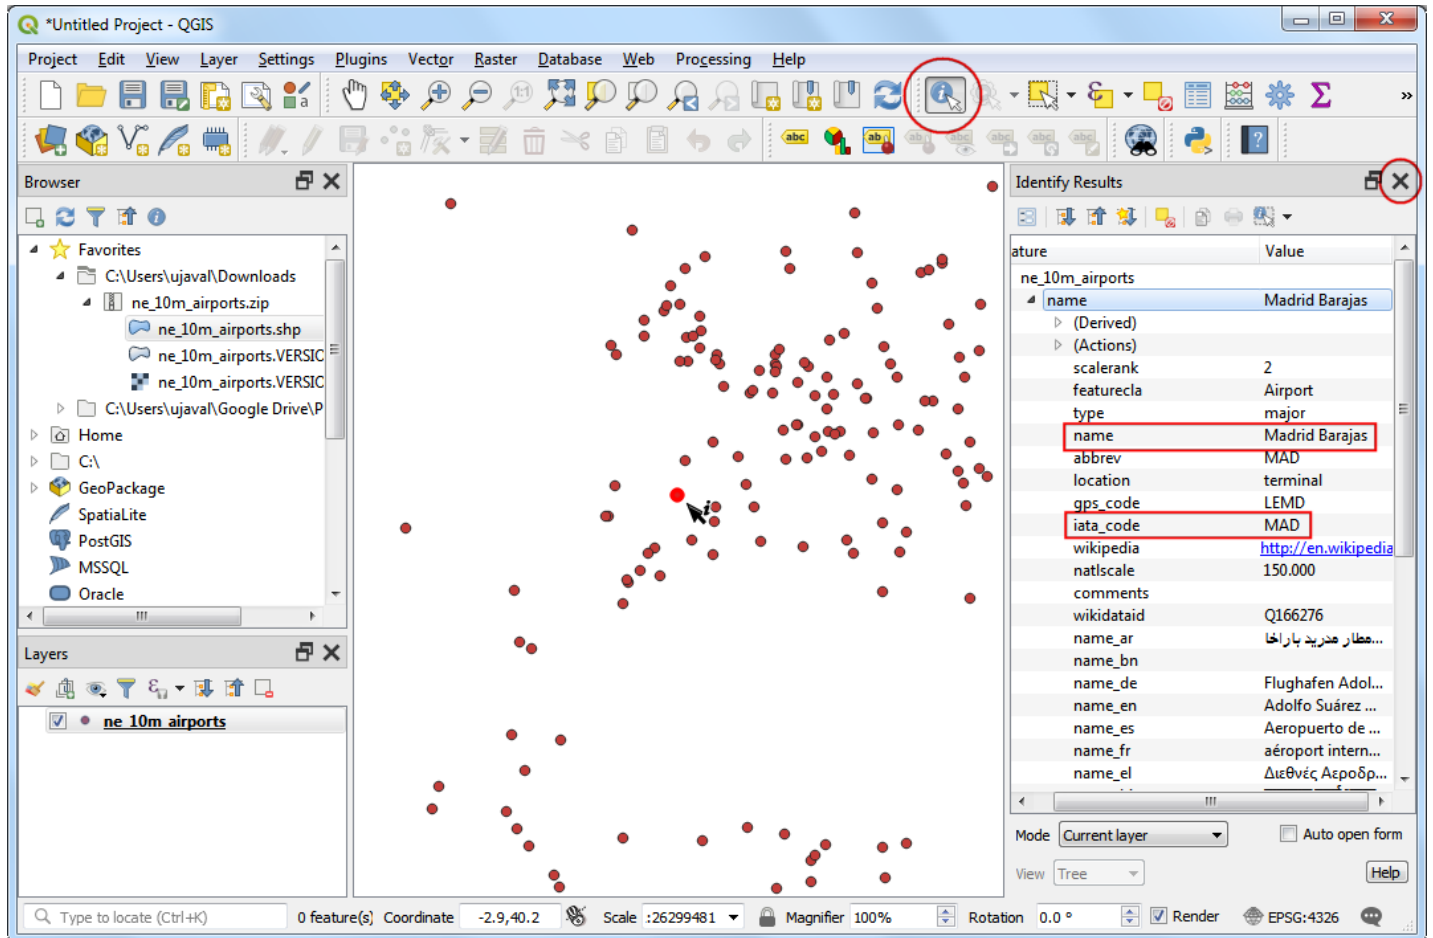 *Untitled Project - QGIS
Project Edit View Layer Settings Plugins Vector Raster Database Web Processing Help
Browser
Favorites
C:\Users\ujaval\Downloads
ne_10m_airports.zip
ne_10m_airports.shp
ne_10m_airports.VERSIC
ne_10m_airports.VERSIC
C:\Users\ujaval\Google Drive\P
Home
C:\
GeoPackage
SpatiaLite
PostGIS
MSSQL
Oracle
Layers
ne_10m_airports
Identify Results
ature Value
ne_10m_airports
name Madrid Barajas
(Derived)
(Actions)
scalerank 2
featurecla Airport
type major
name Madrid Barajas
abbrev MAD
location terminal
gps_code LEMD
iata_code MAD
wikipedia http://en.wikipedia
natlscale 150.000
comments
wikidataid Q166276
name_ar مطار مدريد باراخا...
name_bn
name_de Flughafen Adol...
name_en Adolfo Suárez ...
name_es Aeropuerto de ...
name_fr aéroport intern...
name_el Διεθνές Αεροδρ...
Mode Current layer Auto open form
View Tree Help
Type to locate (Ctrl+K) 0 feature(s) Coordinate -2.9,40.2 Scale :26299481 Magnifier 100% Rotation 0.0 ° Render EPSG:4326